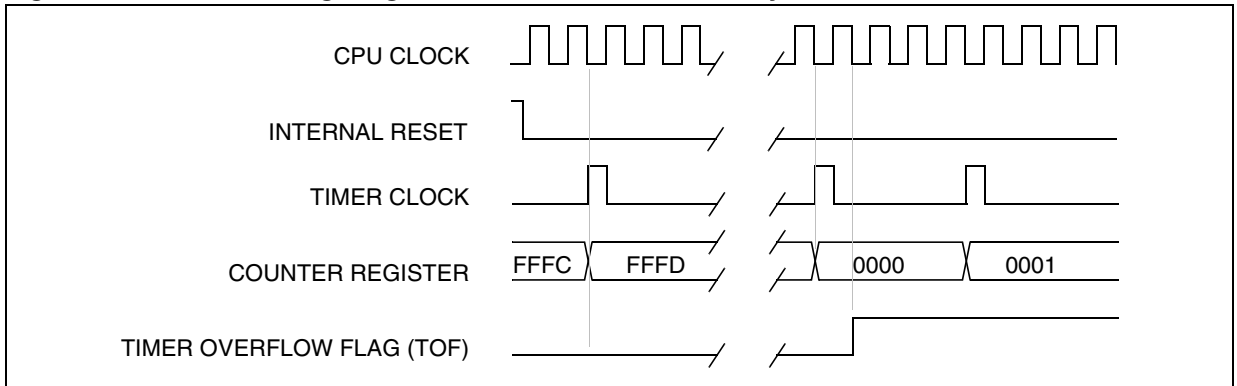 CPU CLOCK
INTERNAL RESET
TIMER CLOCK
COUNTER REGISTER
FFFC
FFFD
0000
0001
TIMER OVERFLOW FLAG (TOF)